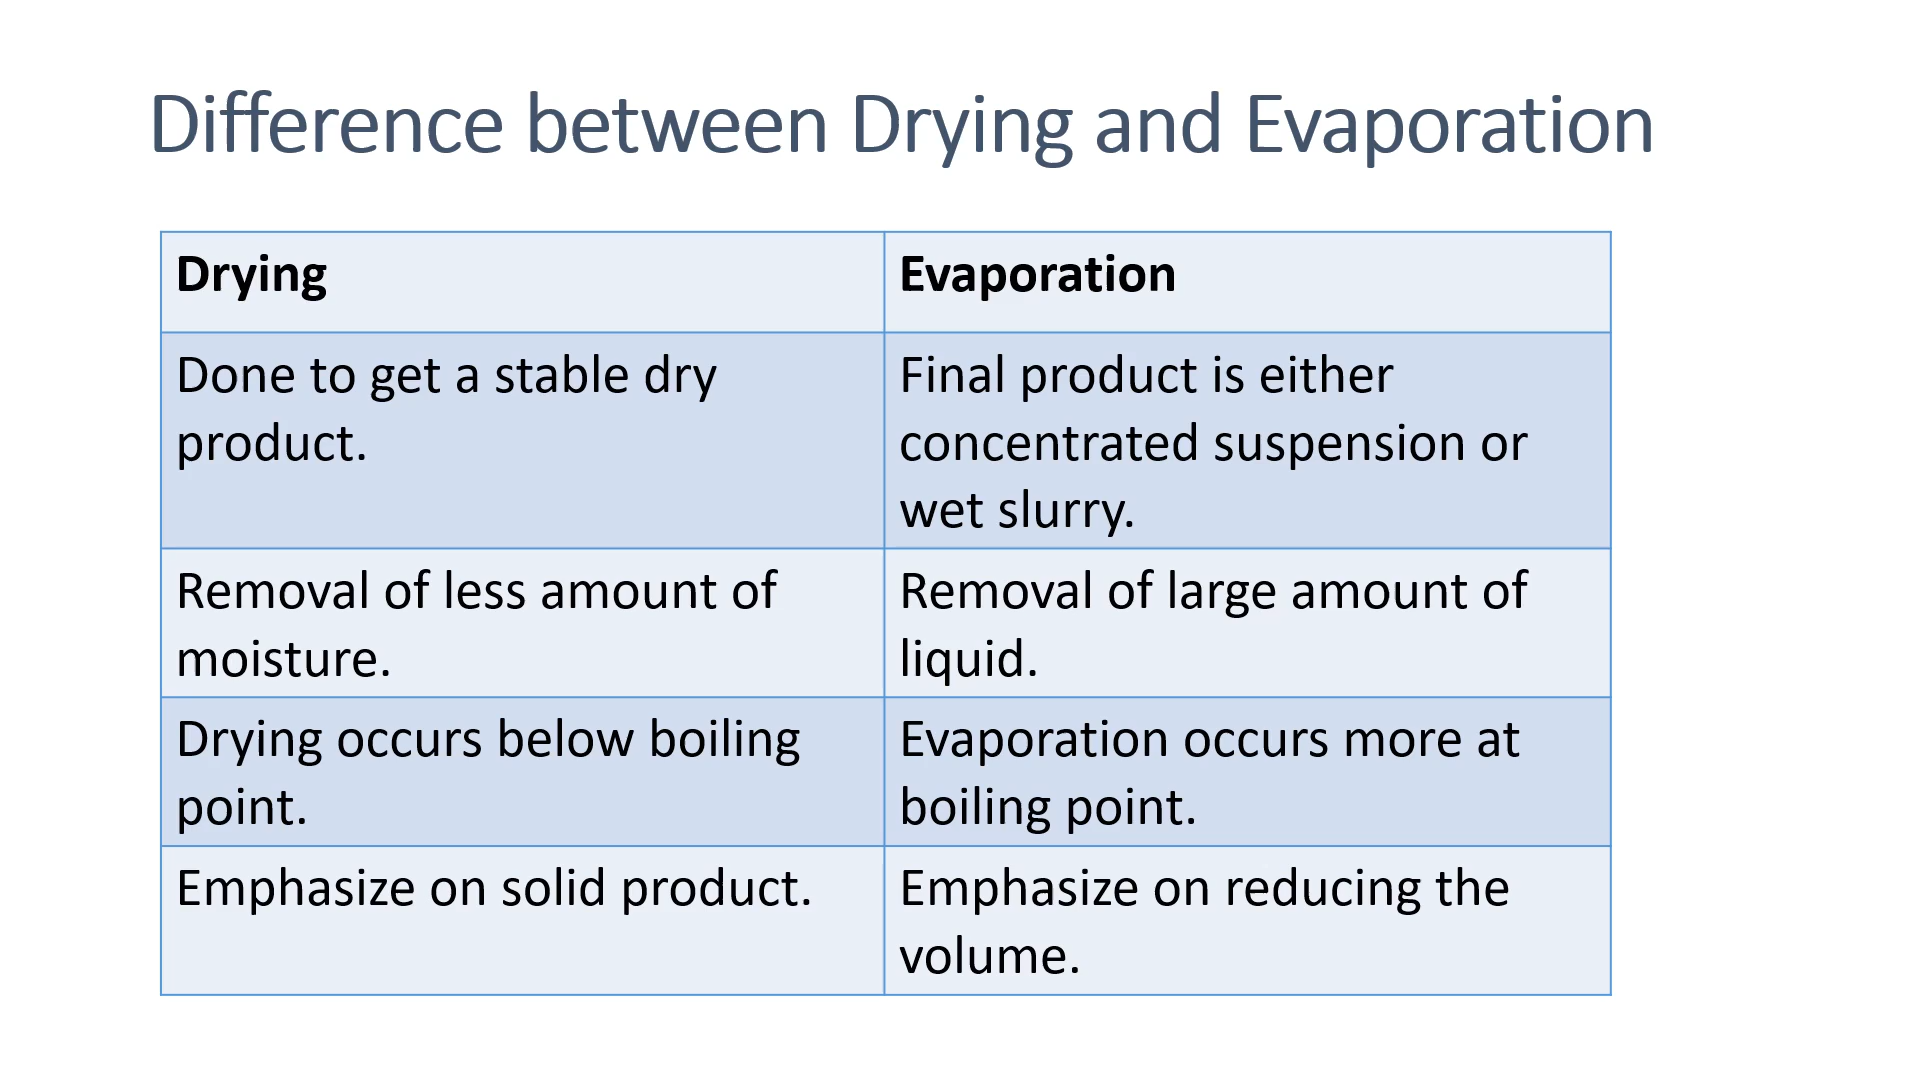 Difference between Drying and Evaporation
Drying
Evaporation
Done to get a stable dry
product.
Final product is either
concentrated suspension or
wet slurry.
Removal of less amount of
moisture.
Removal of large amount of
liquid.
Drying occurs below boiling
point.
Evaporation occurs more at
boiling point.
Emphasize on solid product.
Emphasize on reducing the
volume.